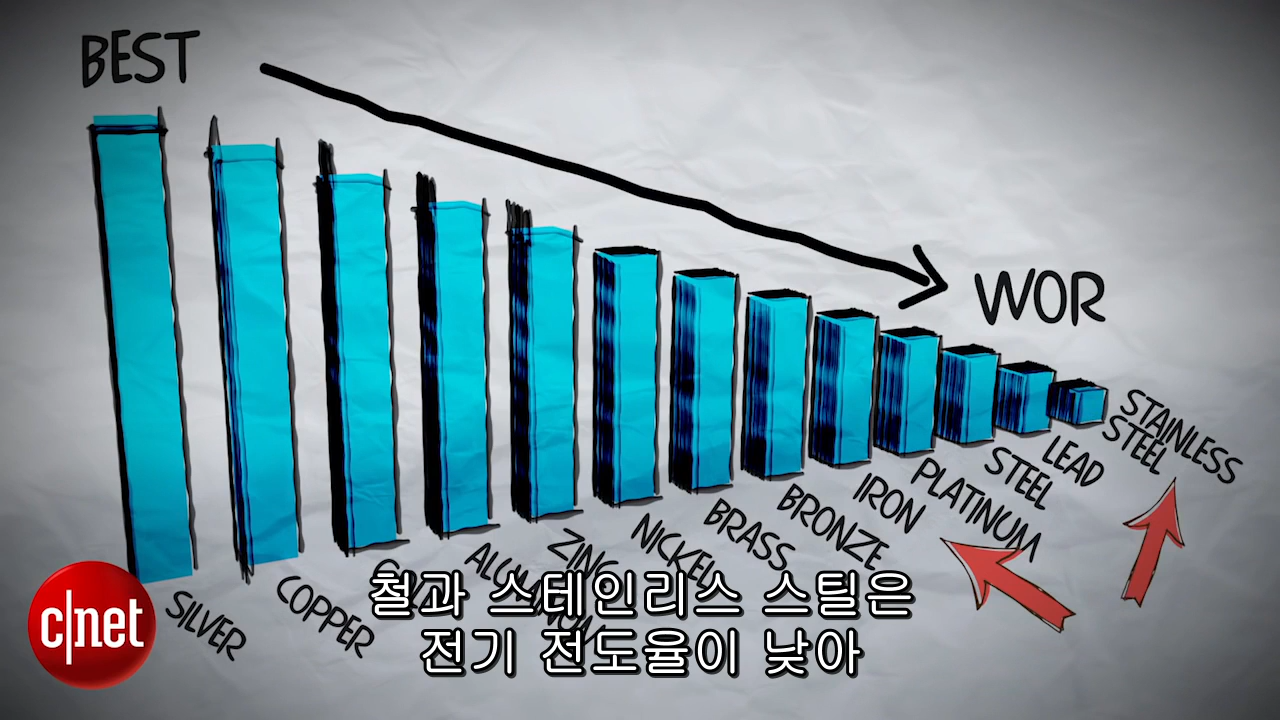 BEST
WOR
SILVER
COPPER
ALUMINUM
ZINC
NICKEL
BRASS
BRONZE
IRON
PLATINUM
STEEL
LEAD
STAINLESS
STEEL
철과 스테인리스 스틸은
전기 전도율이 낮아
c|net